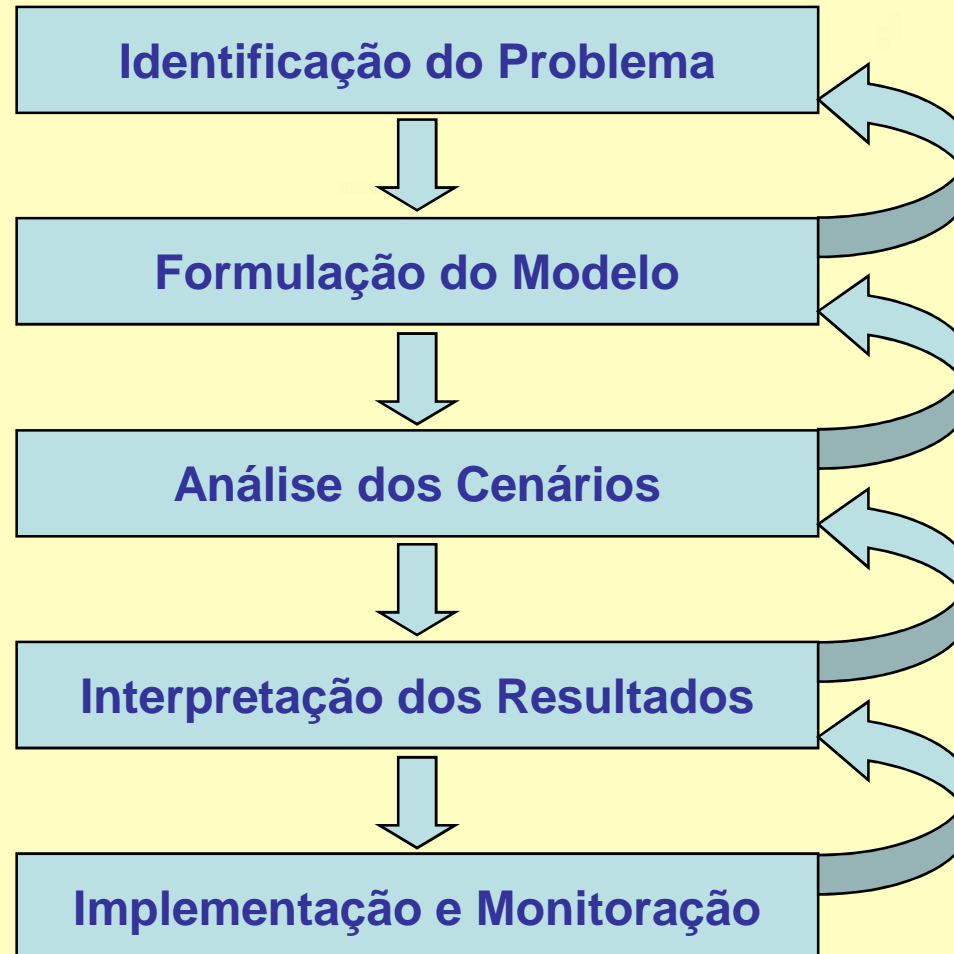 Identificação do Problema
Formulação do Modelo
Análise dos Cenários
Interpretação dos Resultados
Implementação e Monitoração